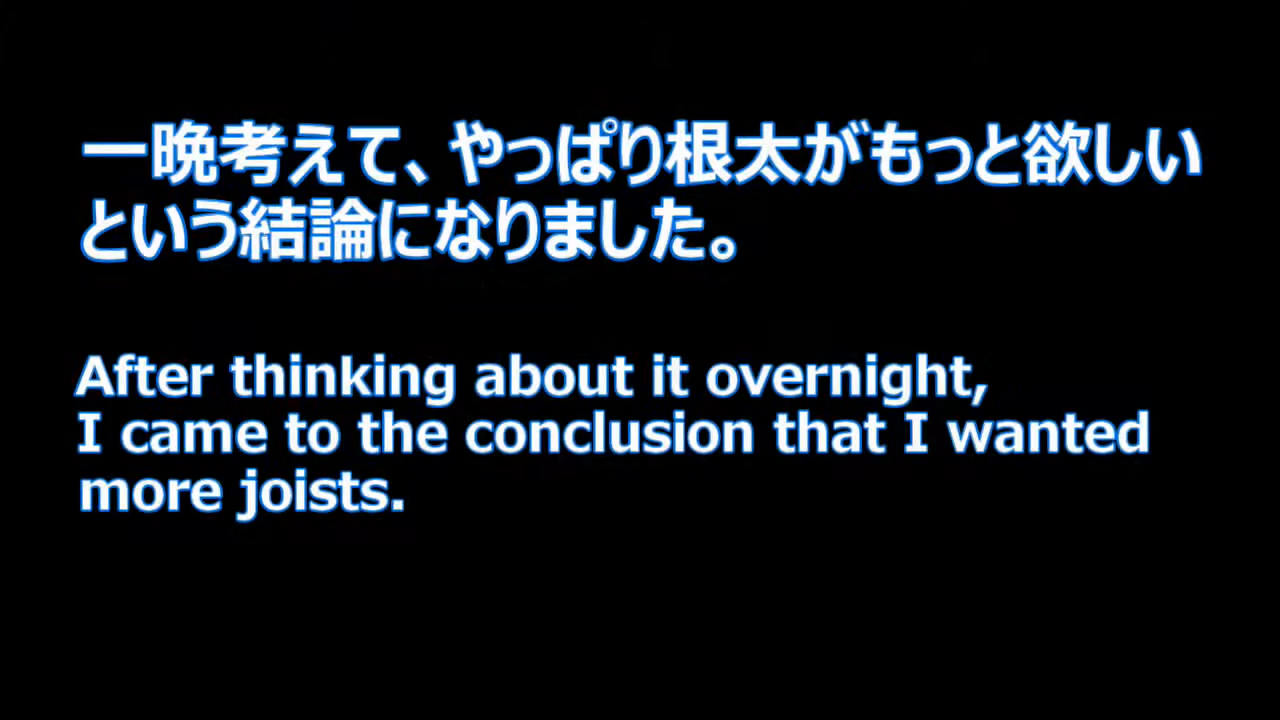 一晩考えて、やっぱり根太がもっと欲しい
という結論になりました。
After thinking about it overnight,
I came to the conclusion that I wanted
more joists.